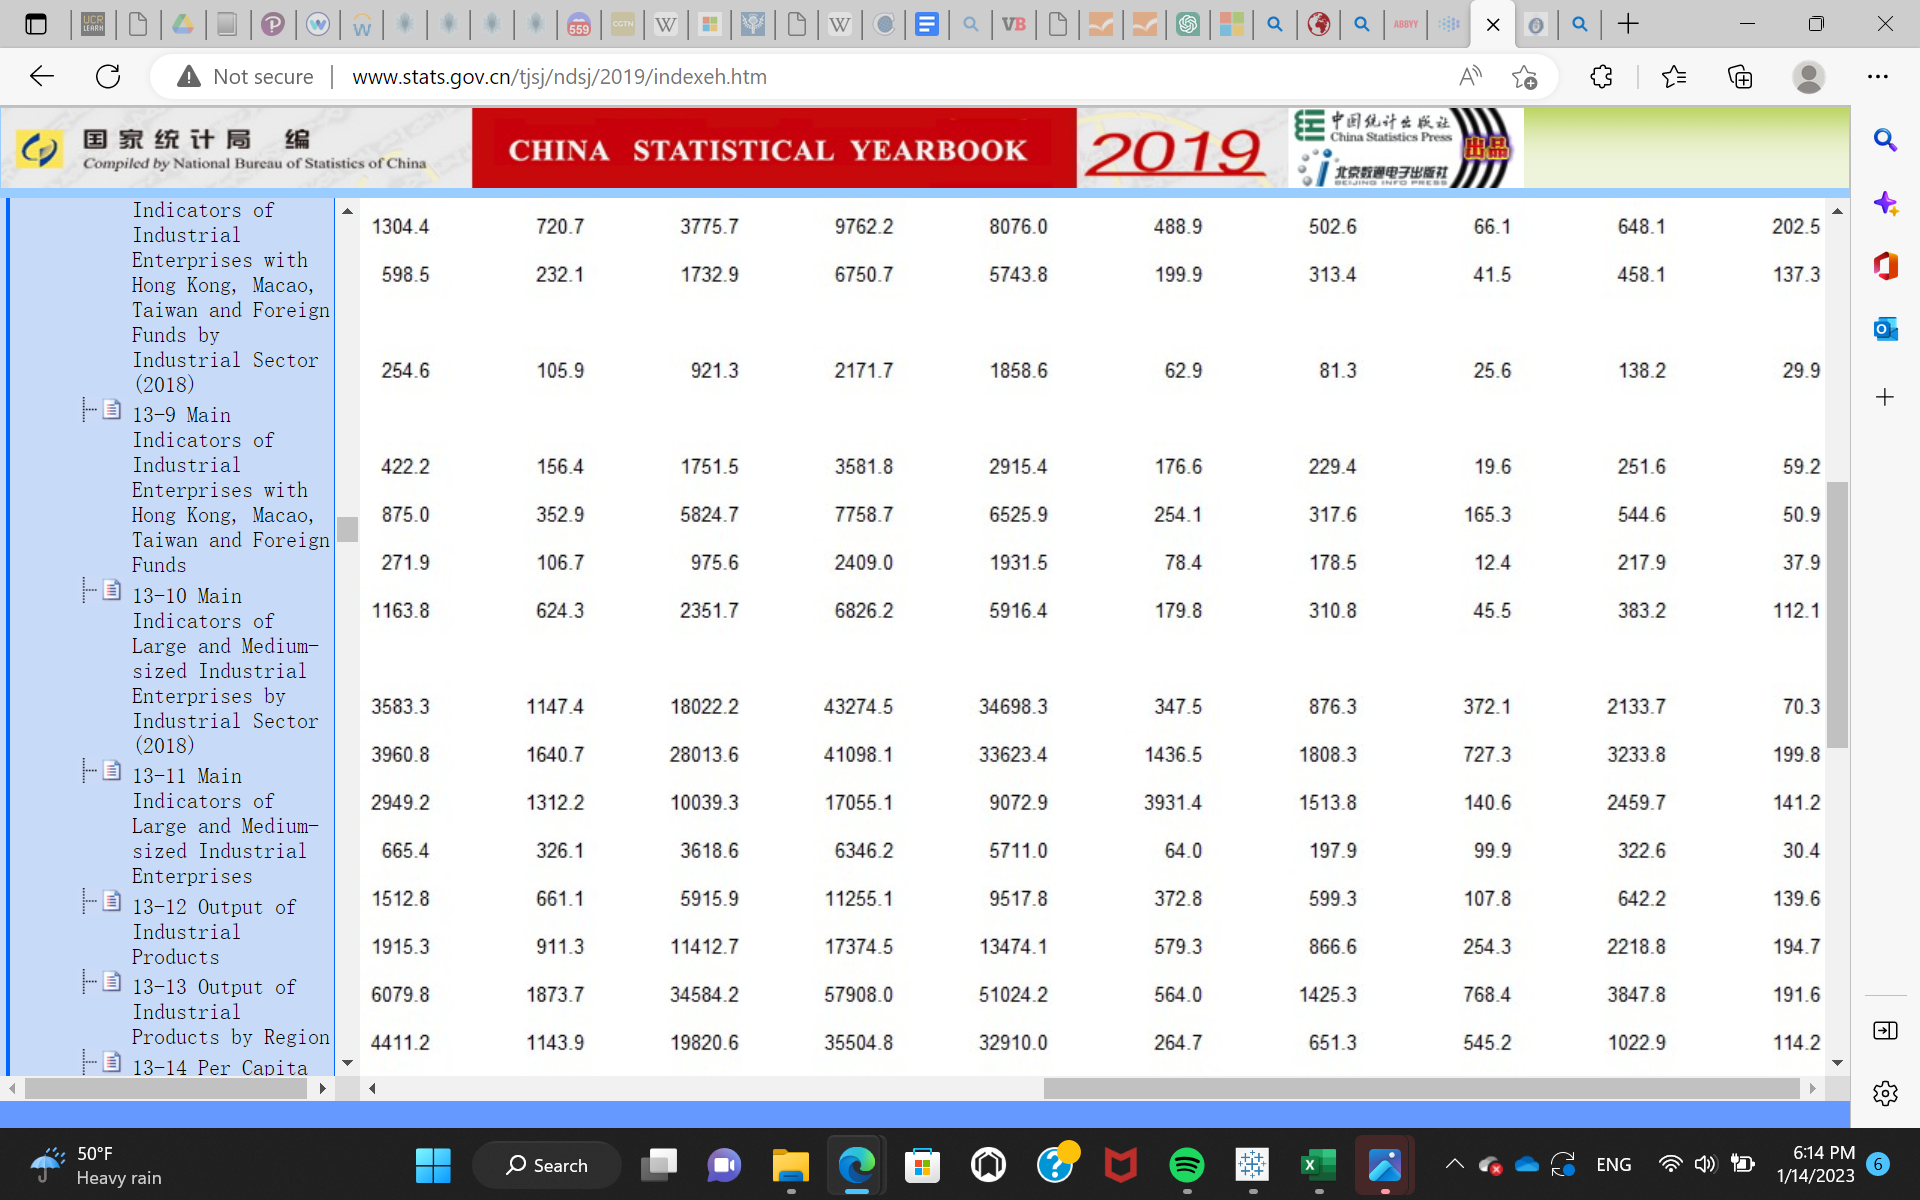 UCR
LEARN
559
CGTN
W
W
VB
ABBYY
Not secure
www.stats.gov.cn/tjsj/ndsj/2019/indexeh.htm
国家统计局 编
Compiled by National Bureau of Statistics of China
CHINA STATISTICAL YEARBOOK
2019
中国统计出版社
China Statistics Press
北京数通电子出版社
BEIJING INFO PRESS
出品
Indicators of
Industrial
Enterprises with
Hong Kong, Macao,
Taiwan and Foreign
Funds by
Industrial Sector
(2018)
13-9 Main
Indicators of
Industrial
Enterprises with
Hong Kong, Macao,
Taiwan and Foreign
Funds
13-10 Main
Indicators of
Large and Medium-
sized Industrial
Enterprises by
Industrial Sector
(2018)
13-11 Main
Indicators of
Large and Medium-
sized Industrial
Enterprises
13-12 Output of
Industrial
Products
13-13 Output of
Industrial
Products by Region
13-14 Per Capita
1304.4 720.7 3775.7 9762.2 8076.0 488.9 502.6 66.1 648.1 202.5
598.5 232.1 1732.9 6750.7 5743.8 199.9 313.4 41.5 458.1 137.3
254.6 105.9 921.3 2171.7 1858.6 62.9 81.3 25.6 138.2 29.9
422.2 156.4 1751.5 3581.8 2915.4 176.6 229.4 19.6 251.6 59.2
875.0 352.9 5824.7 7758.7 6525.9 254.1 317.6 165.3 544.6 50.9
271.9 106.7 975.6 2409.0 1931.5 78.4 178.5 12.4 217.9 37.9
1163.8 624.3 2351.7 6826.2 5916.4 179.8 310.8 45.5 383.2 112.1
3583.3 1147.4 18022.2 43274.5 34698.3 347.5 876.3 372.1 2133.7 70.3
3960.8 1640.7 28013.6 41098.1 33623.4 1436.5 1808.3 727.3 3233.8 199.8
2949.2 1312.2 10039.3 17055.1 9072.9 3931.4 1513.8 140.6 2459.7 141.2
665.4 326.1 3618.6 6346.2 5711.0 64.0 197.9 99.9 322.6 30.4
1512.8 661.1 5915.9 11255.1 9517.8 372.8 599.3 107.8 642.2 139.6
1915.3 911.3 11412.7 17374.5 13474.1 579.3 866.6 254.3 2218.8 194.7
6079.8 1873.7 34584.2 57908.0 51024.2 564.0 1425.3 768.4 3847.8 191.6
4411.2 1143.9 19820.6 35504.8 32910.0 264.7 651.3 545.2 1022.9 114.2
50°F
Heavy rain
Search
ENG
6:14 PM
1/14/2023
6